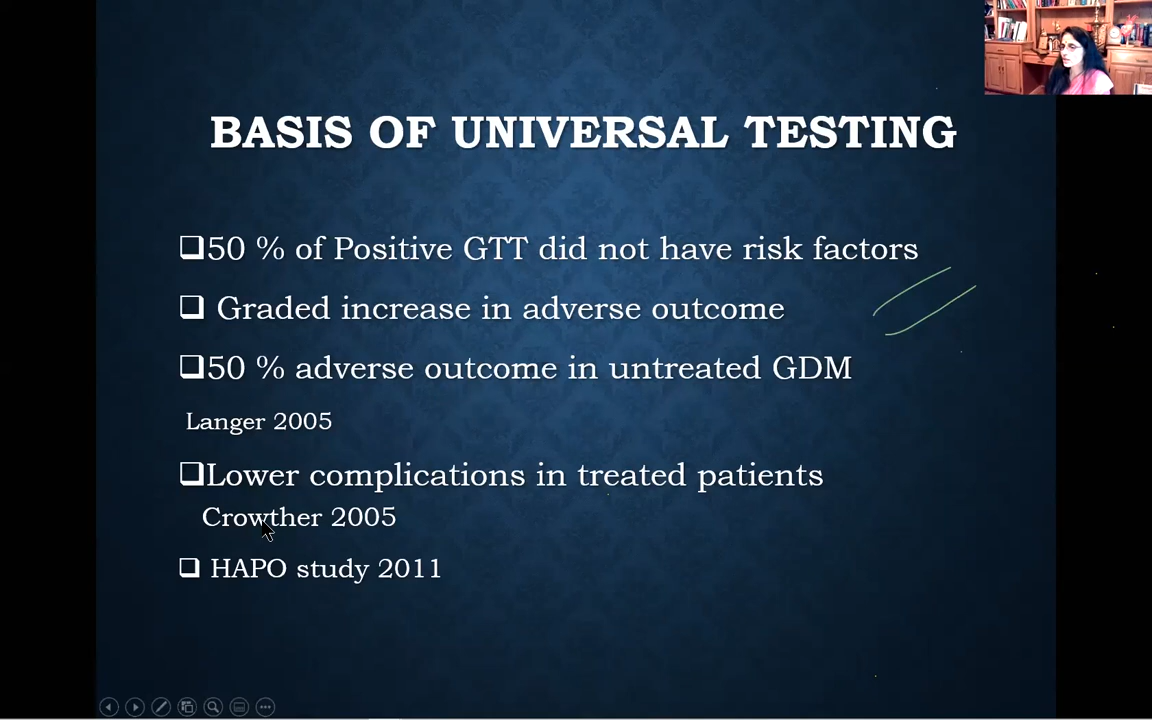 BASIS OF UNIVERSAL TESTING
50 % of Positive GTT did not have risk factors
Graded increase in adverse outcome
50 % adverse outcome in untreated GDM
Langer 2005
Lower complications in treated patients
Crowther 2005
HAPO study 2011